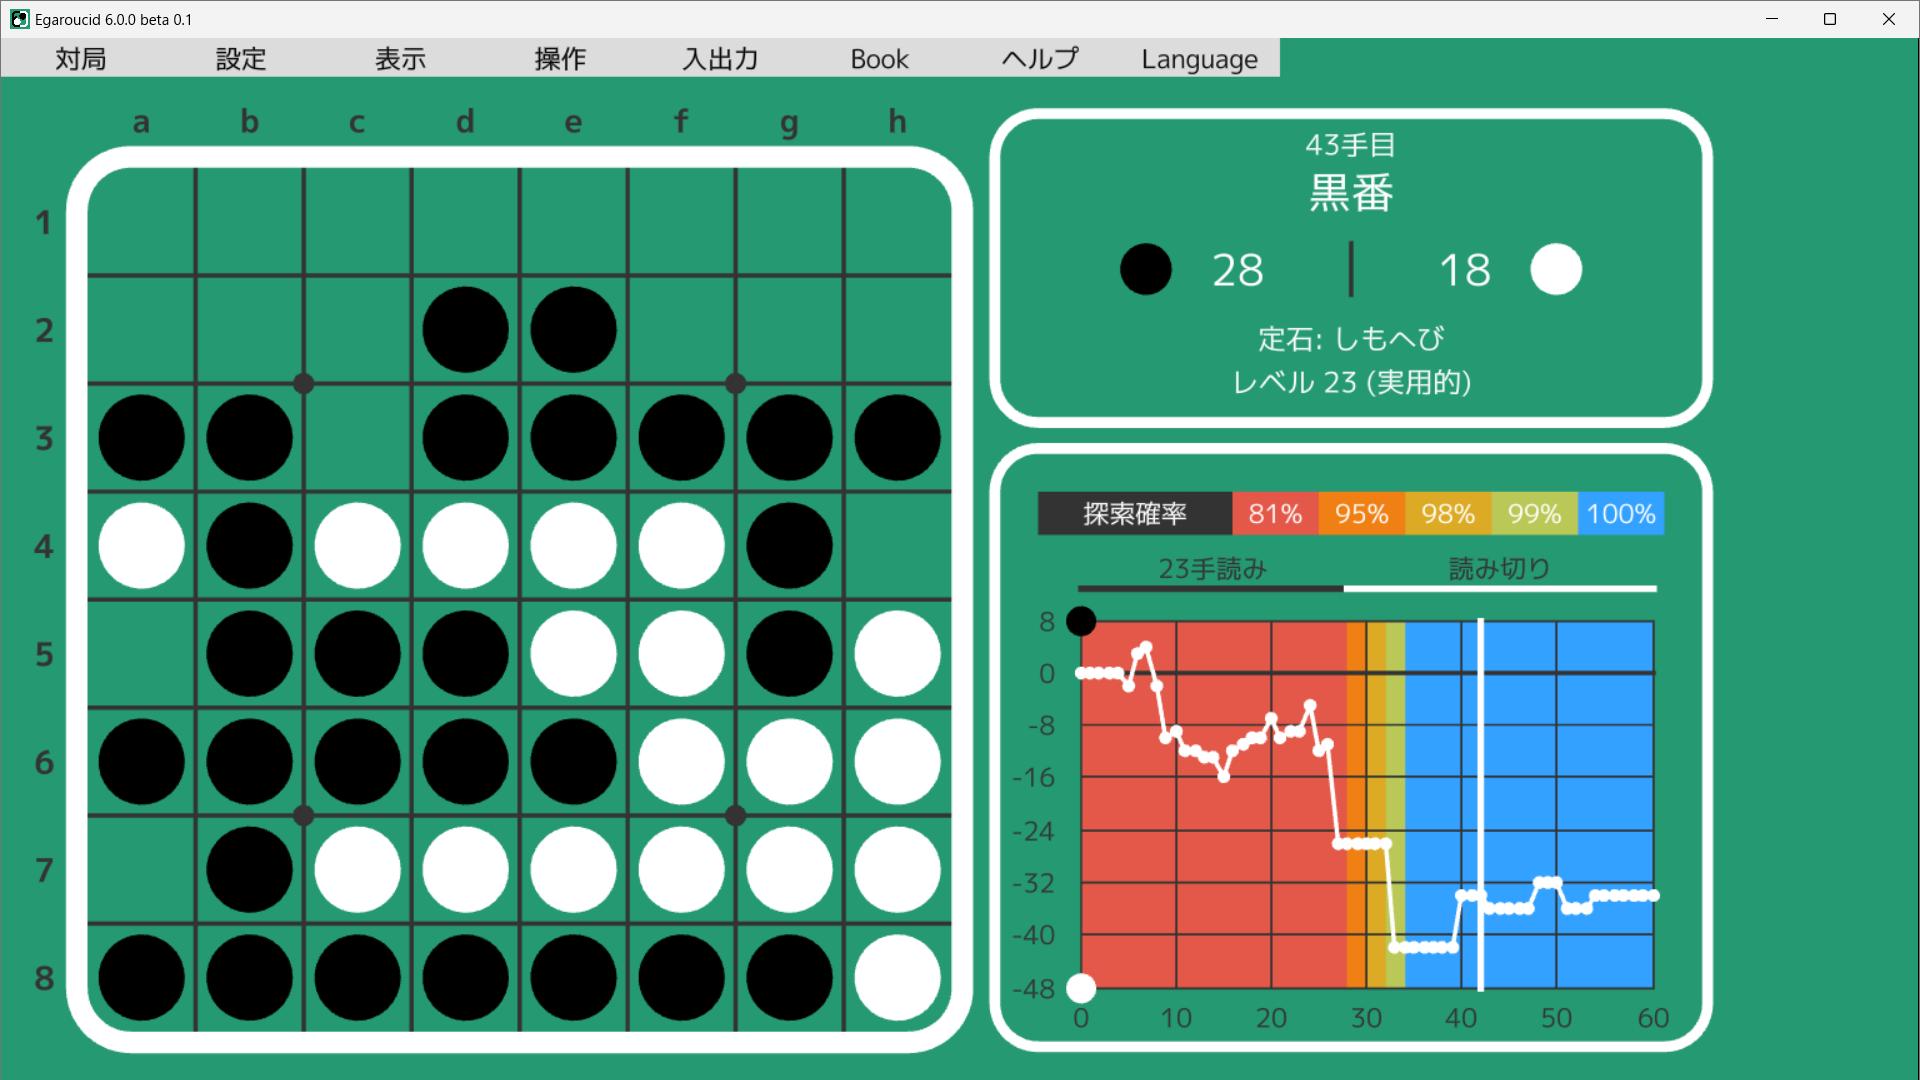 Egaroucid 6.0.0 beta 0.1
対局 設定 表示 操作 入出力 Book ヘルプ Language
a b c d e f g h
1
2
3
4
5
6
7
8
43手目
黒番
28 18
定石: しもへび
レベル 23 (実用的)
探索確率 81% 95% 98% 99% 100%
23手読み 読み切り
8
0
-8
-16
-24
-32
-40
-48
0 10 20 30 40 50 60